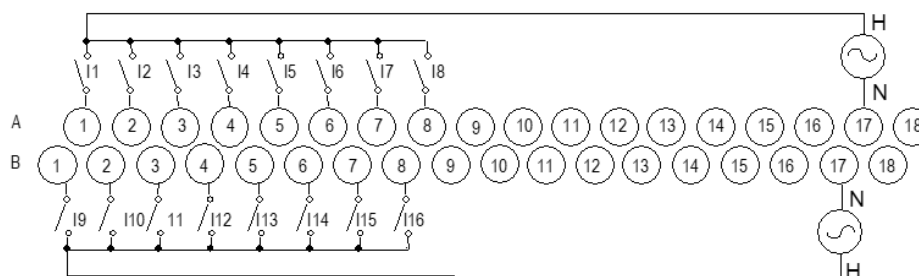 H
I1 I2 I3 I4 I5 I6 I7 I8
N
A 1 2 3 4 5 6 7 8 9 10 11 12 13 14 15 16 17 18
B 1 2 3 4 5 6 7 8 9 10 11 12 13 14 15 16 17 18
N
I9 I10 11 I12 I13 I14 I15 I16
H